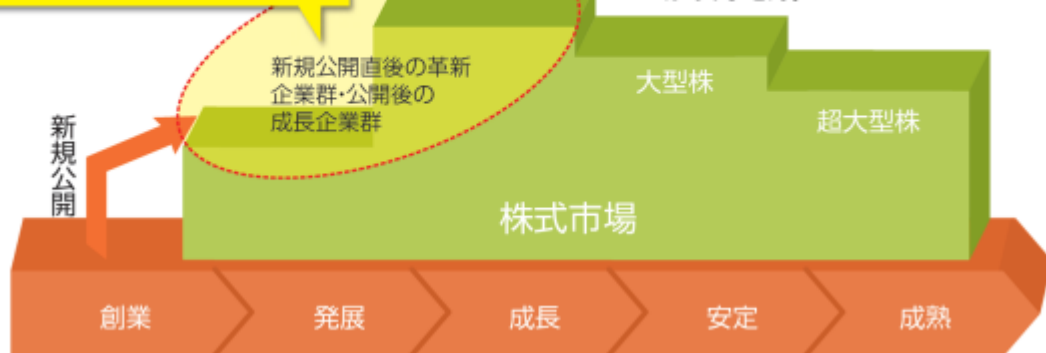 新規公開直後の革新
企業群・公開後の
成長企業群
大型株
超大型株
新規公開
株式市場
創業
発展
成長
安定
成熟